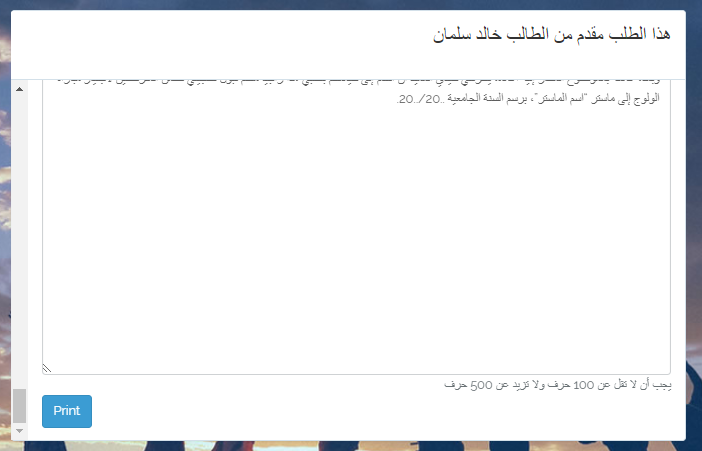 هذا الطلب مقدم من الطالب خالد سلمان
الولوج إلى ماستر "اسم الماستر"، برسم السنة الجامعية ..20/..20.
يجب أن لا تقل عن 100 حرف ولا تزيد عن 500 حرف
Print